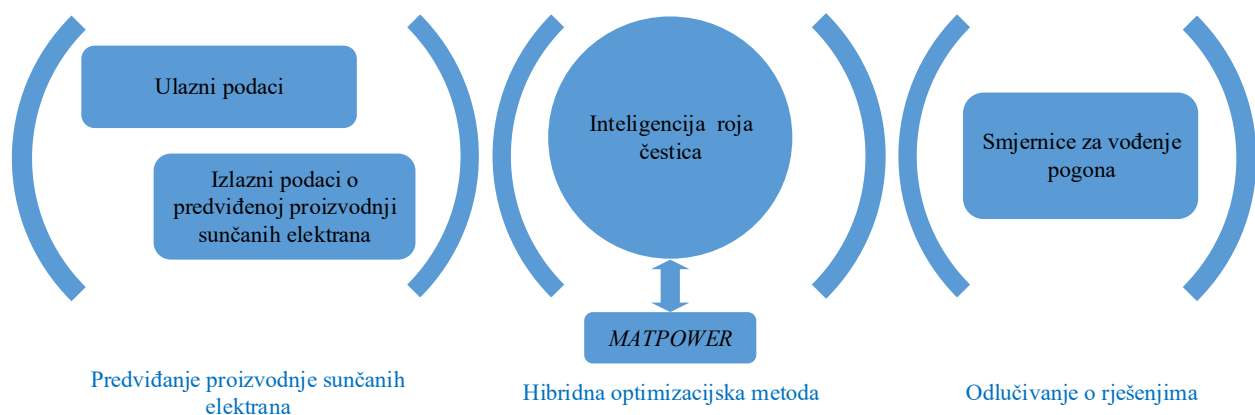 Ulazni podaci
Izlazni podaci o
predviđenoj proizvodnji
sunčanih elektrana
Predviđanje proizvodnje sunčanih
elektrana
Inteligencija roja
čestica
MATPOWER
Hibridna optimizacijska metoda
Smjernice za vođenje
pogona
Odlučivanje o rješenjima